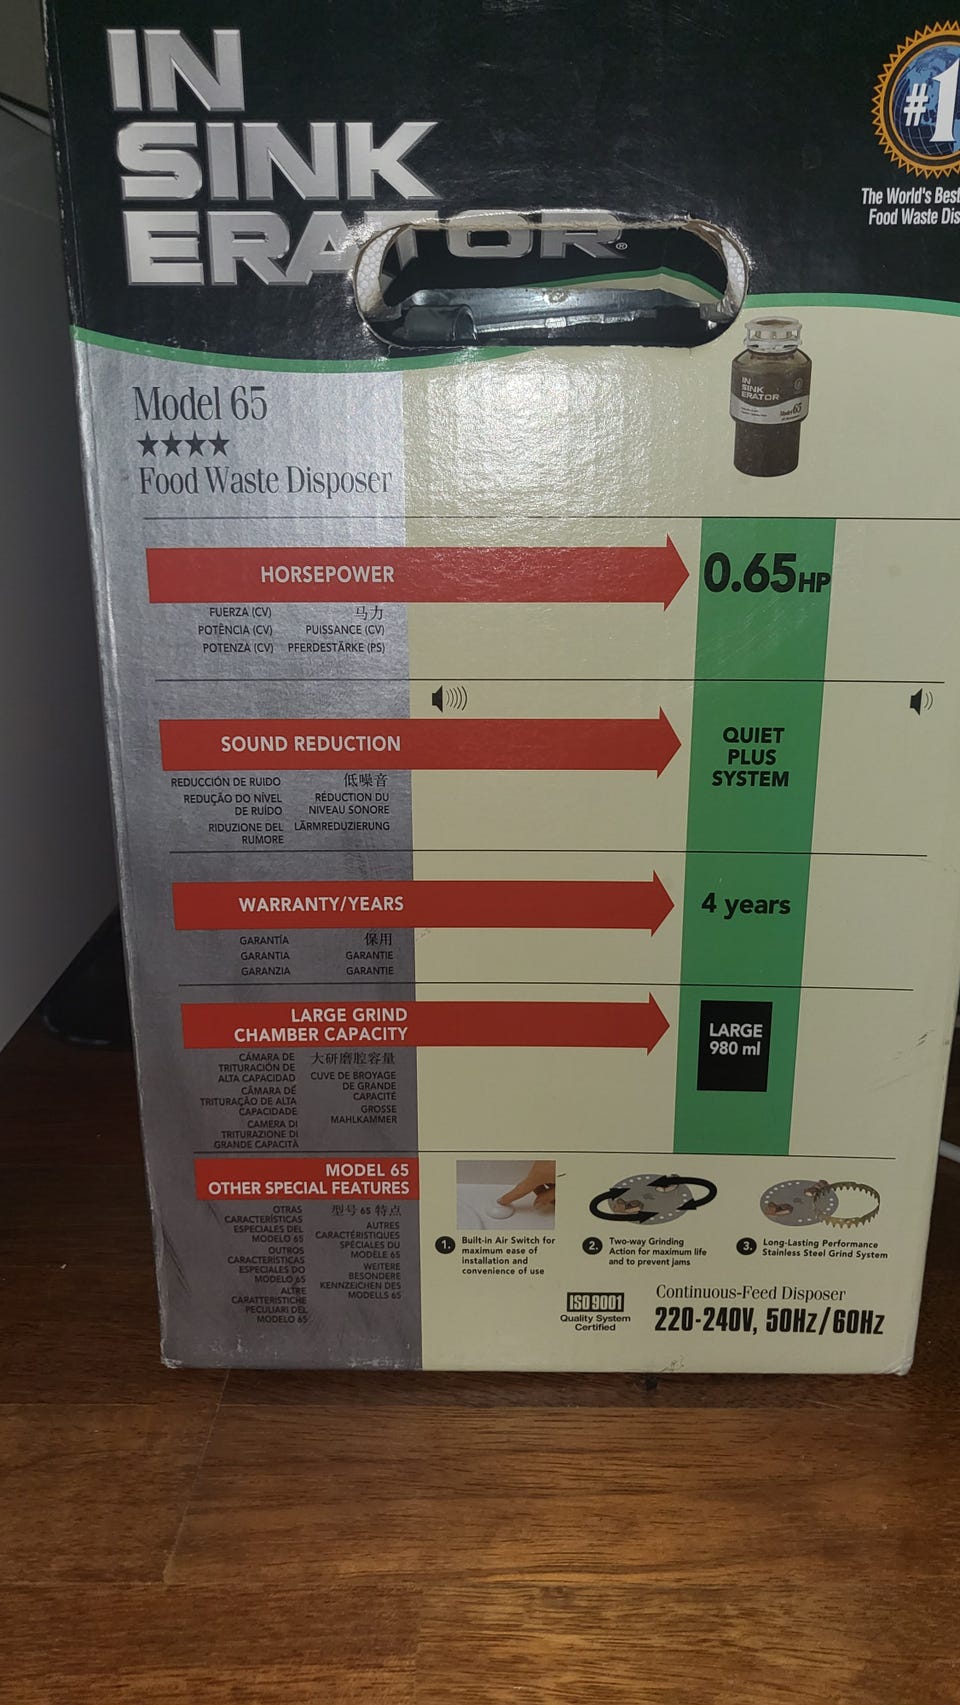 IN
SINK
ERATOR®
#1
The World's Best
Food Waste Dis
Model 65
★★★★
Food Waste Disposer
IN
SINK
ERATOR
Model 65
HORSEPOWER
0.65HP
FUERZA (CV) 马力
POTÊNCIA (CV) PUISSANCE (CV)
POTENZA (CV) PFERDESTÄRKE (PS)
SOUND REDUCTION
QUIET
PLUS
SYSTEM
REDUCCIÓN DE RUIDO 低噪音
REDUÇÃO DO NÍVEL RÉDUCTION DU
DE RUÍDO NIVEAU SONORE
RIDUZIONE DEL LÄRMREDUZIERUNG
RUMORE
WARRANTY/YEARS
4 years
GARANTÍA 保用
GARANTIA GARANTIE
GARANZIA GARANTIE
LARGE GRIND
CHAMBER CAPACITY
LARGE
980 ml
CÁMARA DE
TRITURACIÓN DE
ALTA CAPACIDAD
CÂMARA DE
TRITURAÇÃO DE ALTA
CAPACIDADE
CAMERA DI
TRITURAZIONE DI
GRANDE CAPACITÀ
大研磨腔容量
CUVE DE BROYAGE
DE GRANDE
CAPACITÉ
GROSSE
MAHLKAMMER
MODEL 65
OTHER SPECIAL FEATURES
OTRAS
CARACTERÍSTICAS
ESPECIALES DEL
MODELO 65
OUTROS
CARACTERÍSTICAS
ESPECIALES DO
MODELO 65
ALTRE
CARATTERISTICHE
PECULIARI DEL
MODELO 65
型号 65 特点
AUTRES
CARACTÉRISTIQUES
SPÉCIALES DU
MODÈLE 65
WEITERE
BESONDERE
KENNZEICHEN DES
MODELLS 65
1. Built-in Air Switch for
maximum ease of
installation and
convenience of use
2. Two-way Grinding
Action for maximum life
and to prevent jams
3. Long-Lasting Performance
Stainless Steel Grind System
ISO 9001
Quality System
Certified
Continuous-Feed Disposer
220-240V, 50Hz/60Hz